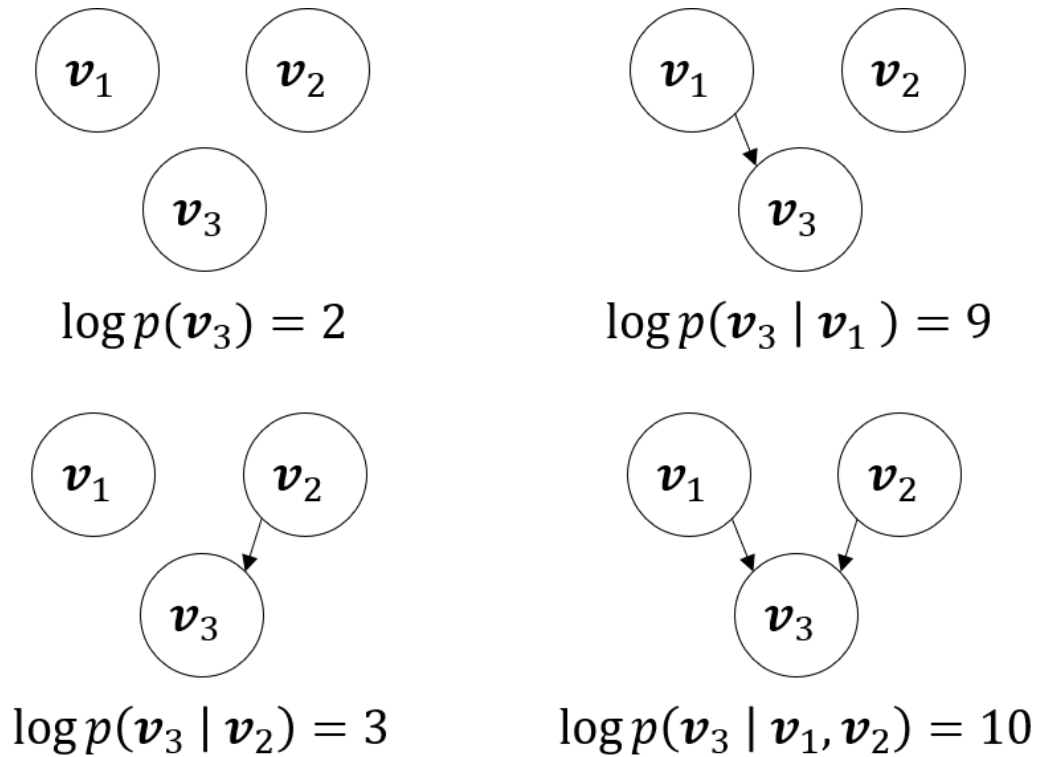 𝒗₁ 𝒗₂ 𝒗₁ 𝒗₂
𝒗₃ 𝒗₃
log p(𝒗₃) = 2 log p(𝒗₃ | 𝒗₁ ) = 9
𝒗₁ 𝒗₂ 𝒗₁ 𝒗₂
𝒗₃ 𝒗₃
log p(𝒗₃ | 𝒗₂) = 3 log p(𝒗₃ | 𝒗₁, 𝒗₂) = 10